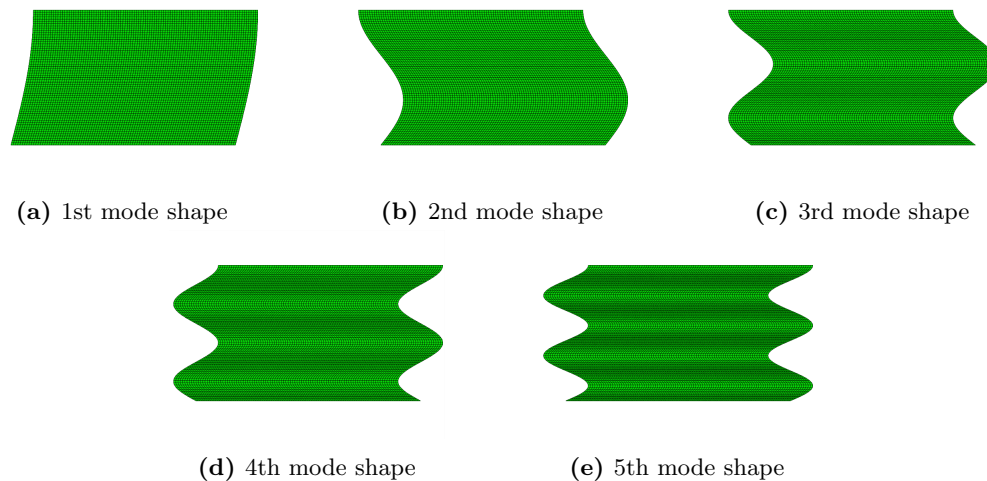 (a) 1st mode shape
(b) 2nd mode shape
(c) 3rd mode shape
(d) 4th mode shape
(e) 5th mode shape